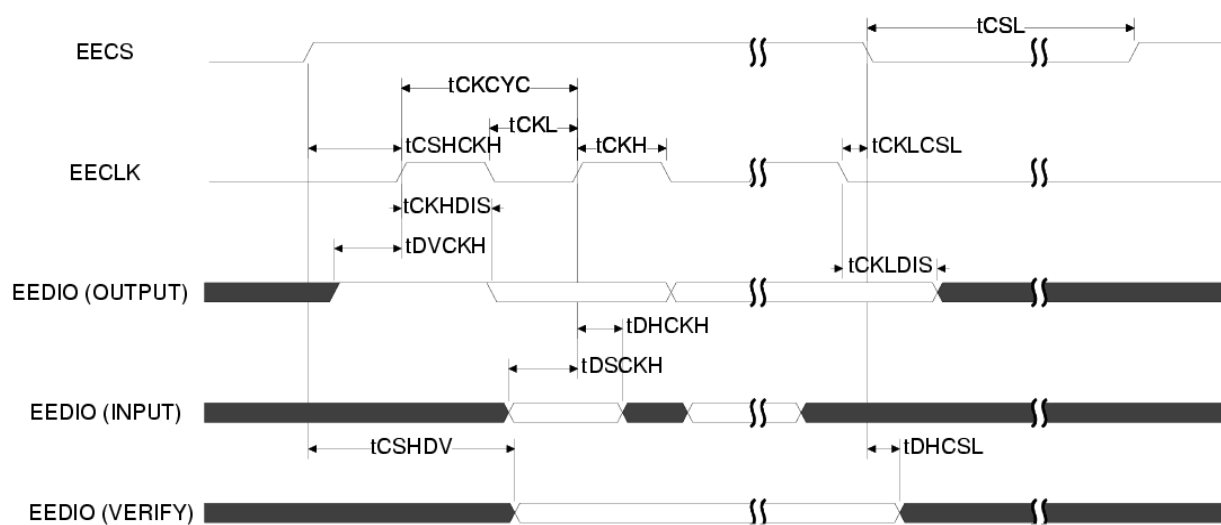 tCSL
EECS
tCKCYC
tCKL
tCSHCKH
tCKH
tCKLCSL
EECLK
tCKHDIS
tDVCKH
tCKLDIS
EEDIO (OUTPUT)
tDHCKH
tDSCKH
EEDIO (INPUT)
tCSHDV
tDHCSL
EEDIO (VERIFY)